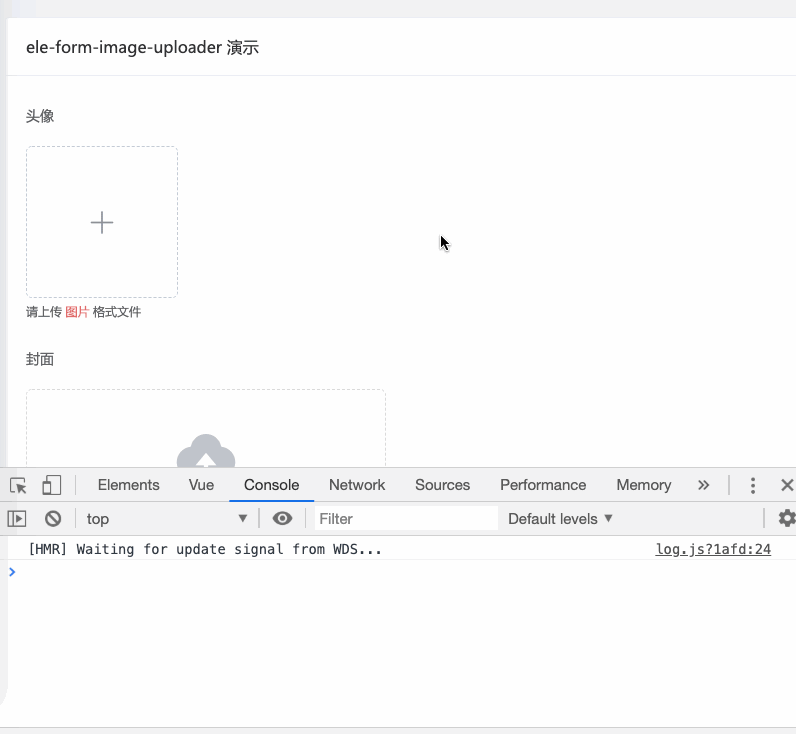 ele-form-image-uploader 演示
头像
请上传 图片 格式文件
封面
Elements Vue Console Network Sources Performance Memory
top Filter Default levels
[HMR] Waiting for update signal from WDS... log.js?1afd:24